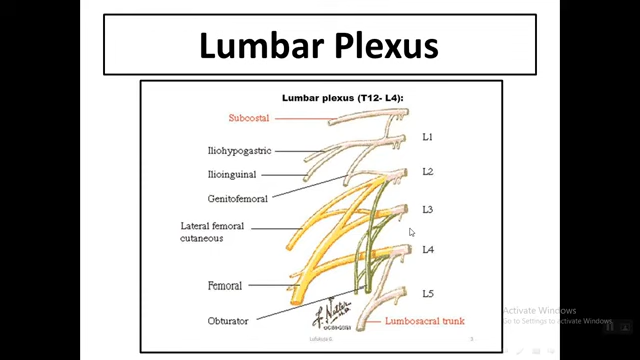 Lumbar Plexus
Lumbar plexus (T12- L4):
Subcostal
L1
Iliohypogastric
Ilioinguinal
L2
Genitofemoral
L3
Lateral femoral
cutaneous
L4
Femoral
L5
Obturator
Lumbosacral trunk
3
Activate Windows
Go to Settings to activate Windows.